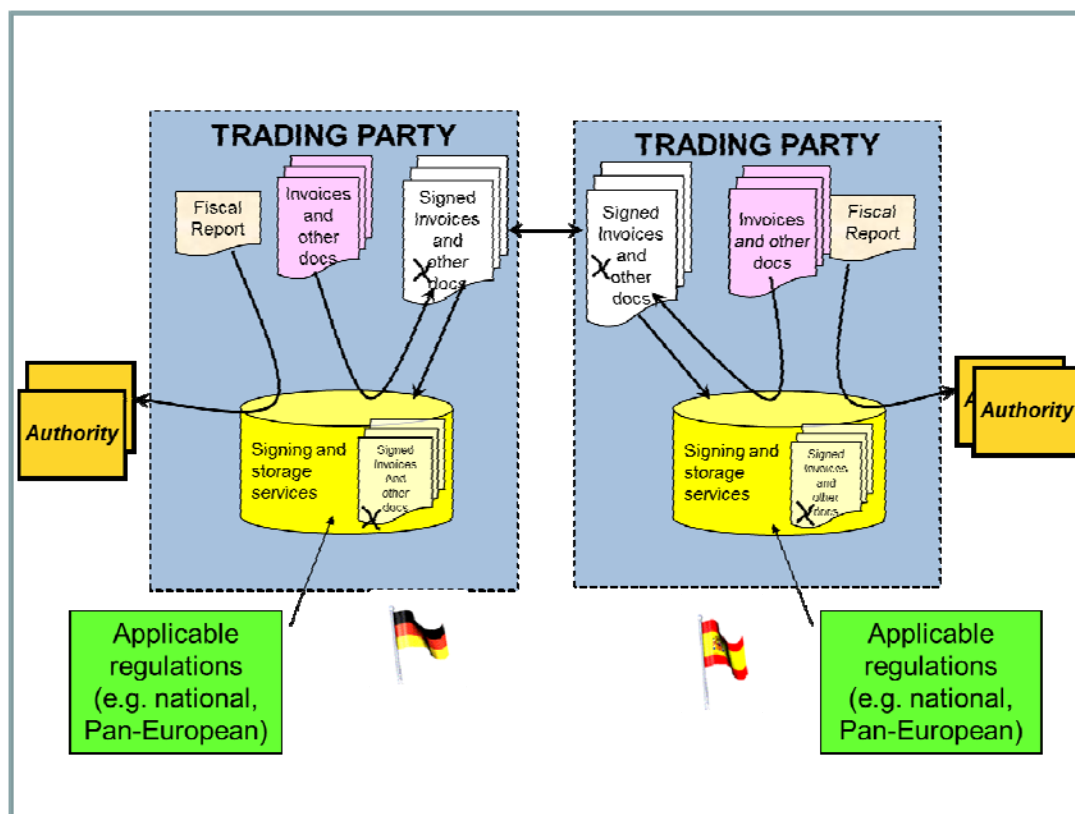 TRADING PARTY
Fiscal
Report
Invoices
and
other
docs
Signed
Invoices
and
other
docs
Authority
Signing and
storage
services
Signed
Invoices
And
other
docs
Applicable
regulations
(e.g. national,
Pan-European)
TRADING PARTY
Signed
Invoices
and
other
docs
Invoices
and other
docs
Fiscal
Report
A
Authority
Signing and
storage
services
Signed
Invoices
and
other
docs
Applicable
regulations
(e.g. national,
Pan-European)